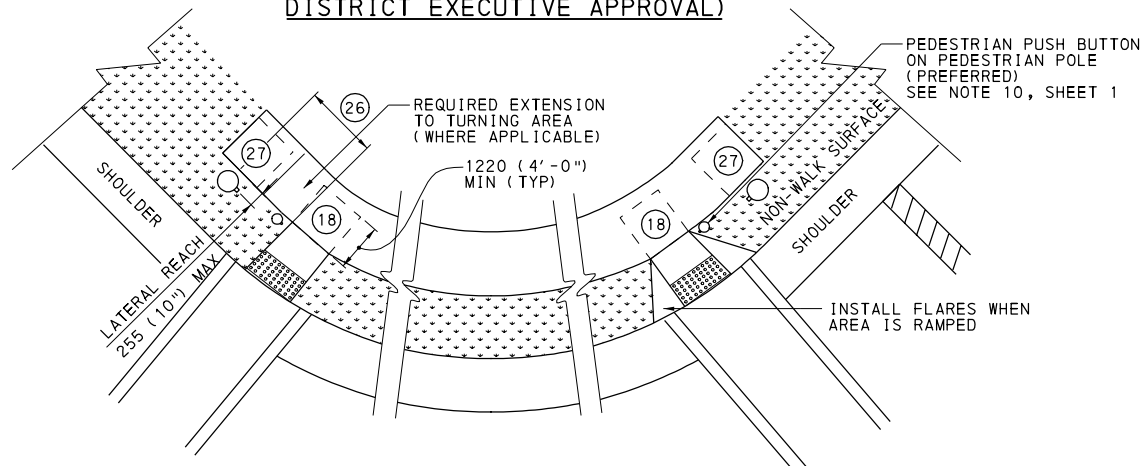 DISTRICT EXECUTIVE APPROVAL)
PEDESTRIAN PUSH BUTTON
ON PEDESTRIAN POLE
(PREFERRED)
SEE NOTE 10, SHEET 1
26
REQUIRED EXTENSION
TO TURNING AREA
(WHERE APPLICABLE)
27
27
1220 (4'-0")
MIN (TYP)
SHOULDER
NON-WALK SURFACE
18
18
SHOULDER
LATERAL REACH
255 (10") MAX
INSTALL FLARES WHEN
AREA IS RAMPED